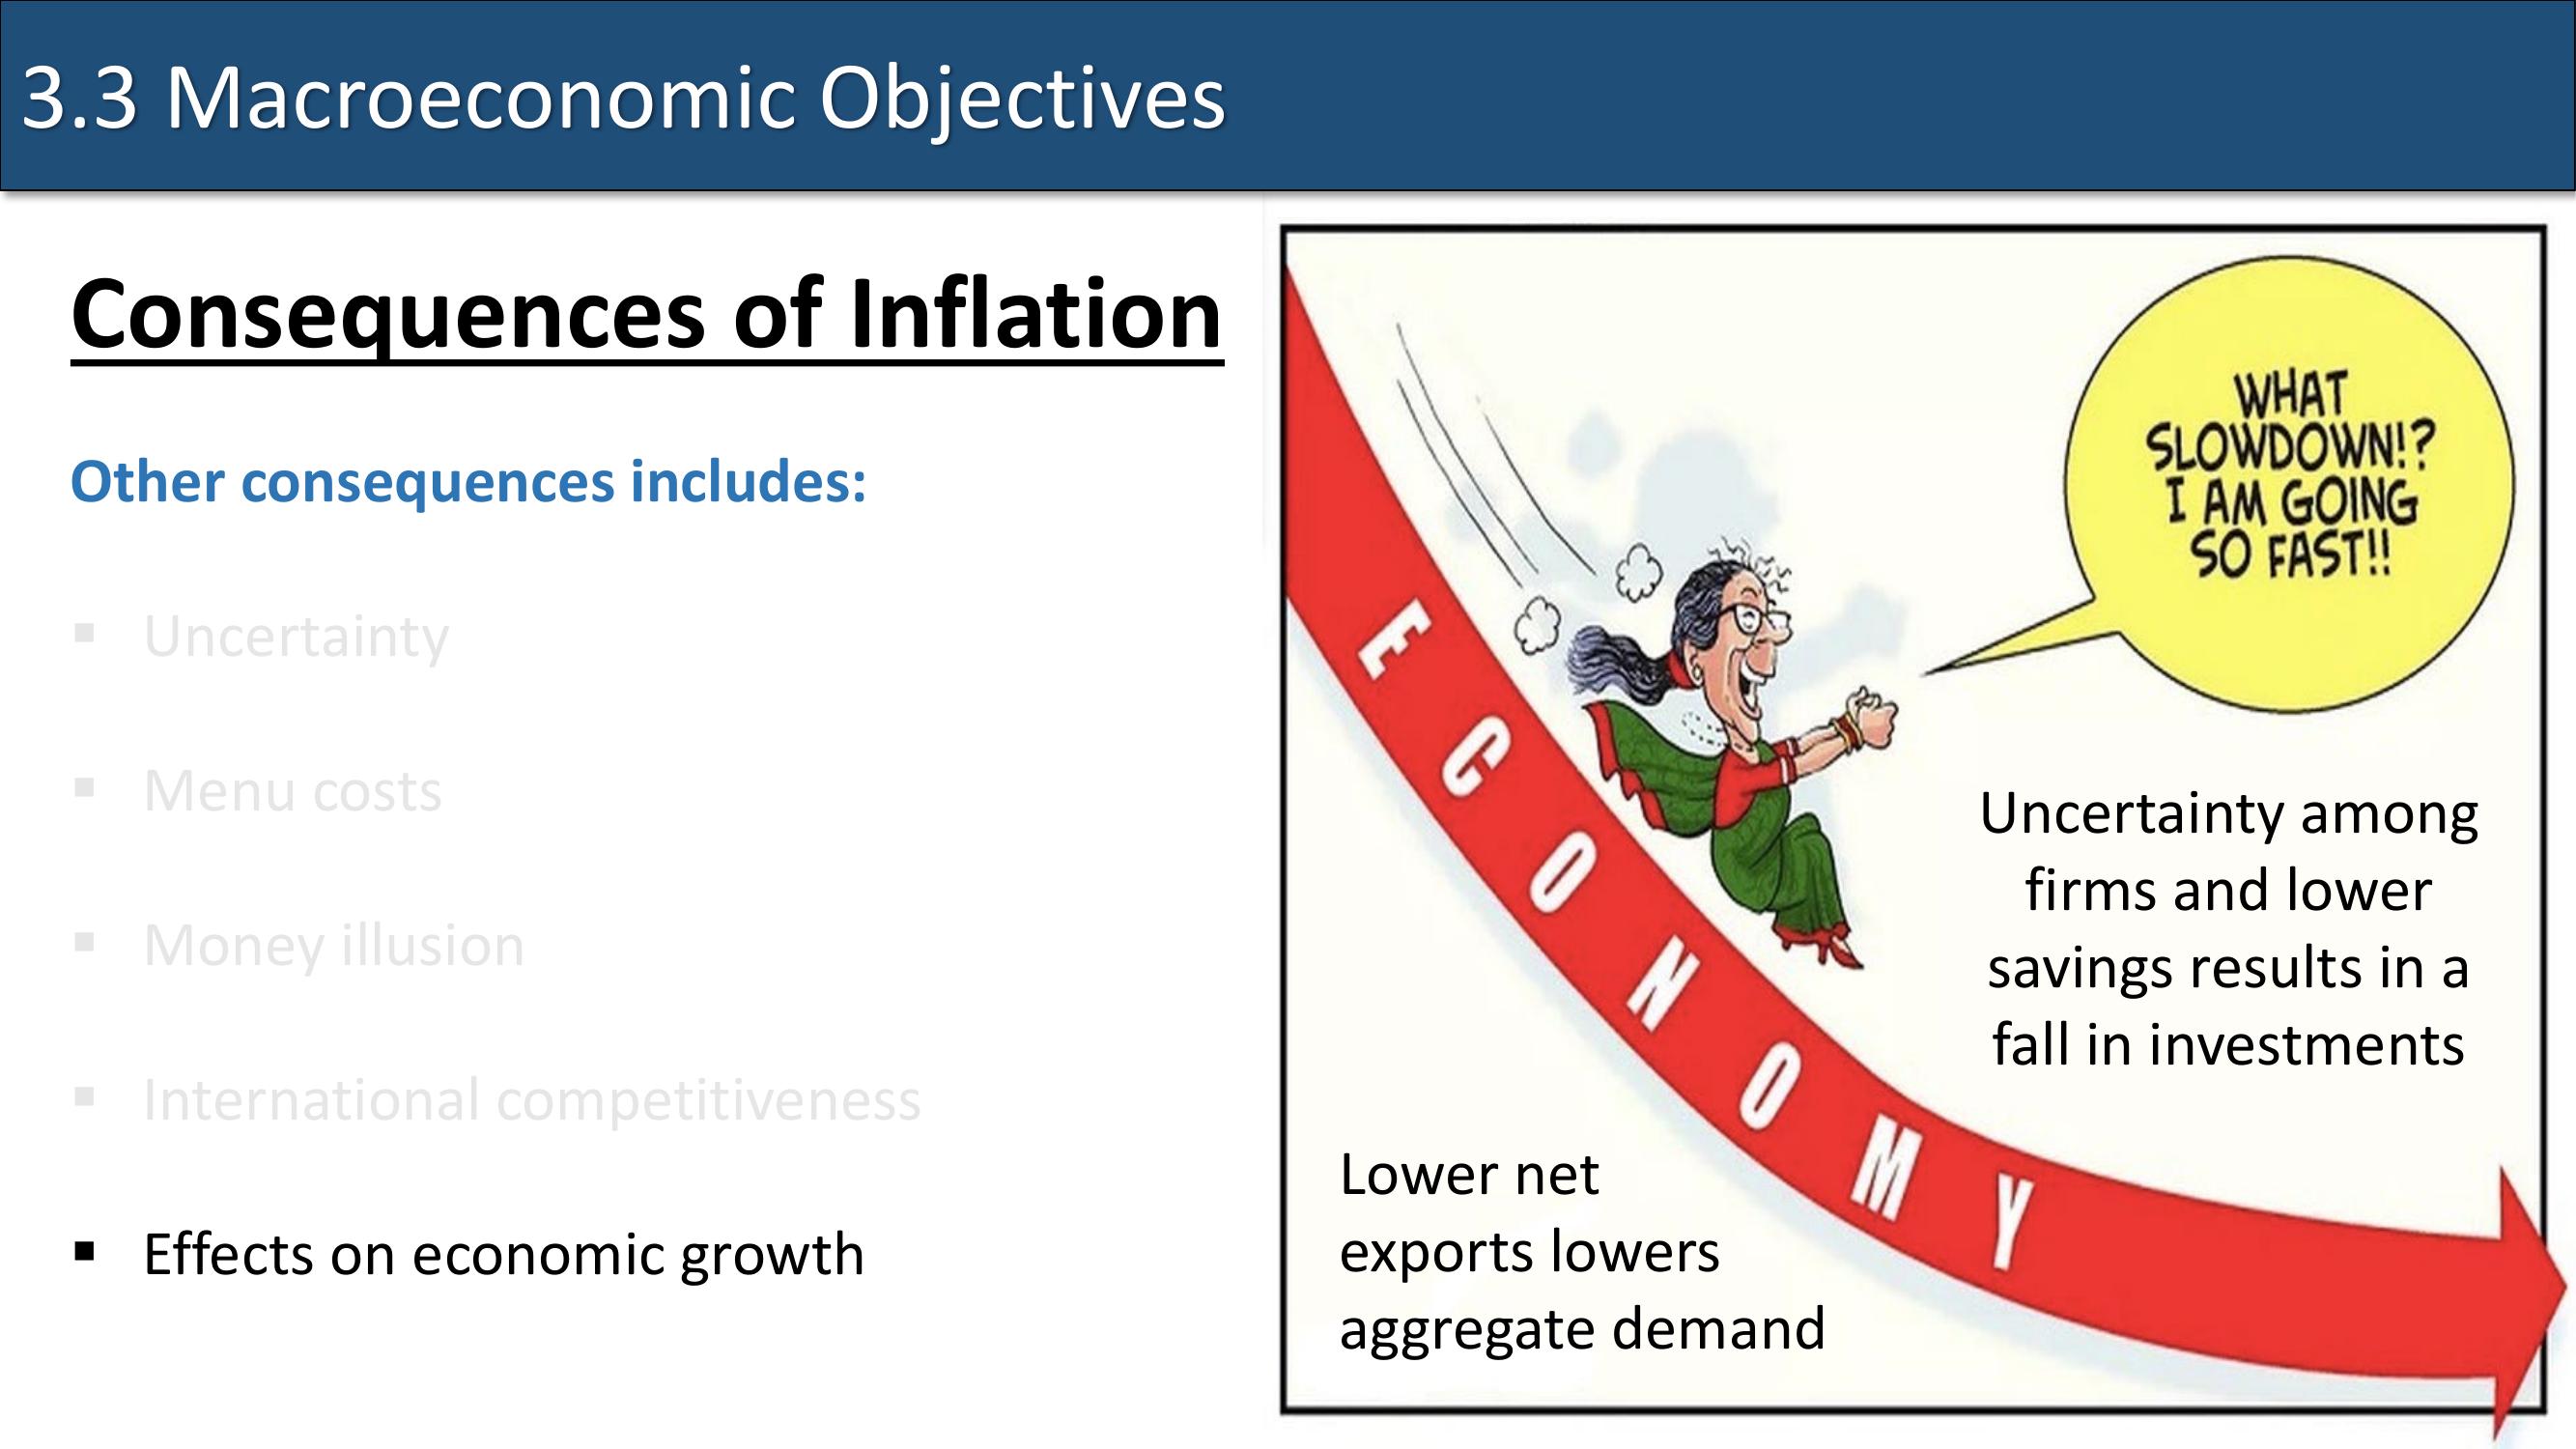 3.3 Macroeconomic Objectives
Consequences of Inflation
Other consequences includes:
▪ Uncertainty
▪ Menu costs
▪ Money illusion
▪ International competitiveness
▪ Effects on economic growth
WHAT
SLOWDOWN!?
I AM GOING
SO FAST!!
ECONOMY
Uncertainty among
firms and lower
savings results in a
fall in investments
Lower net
exports lowers
aggregate demand